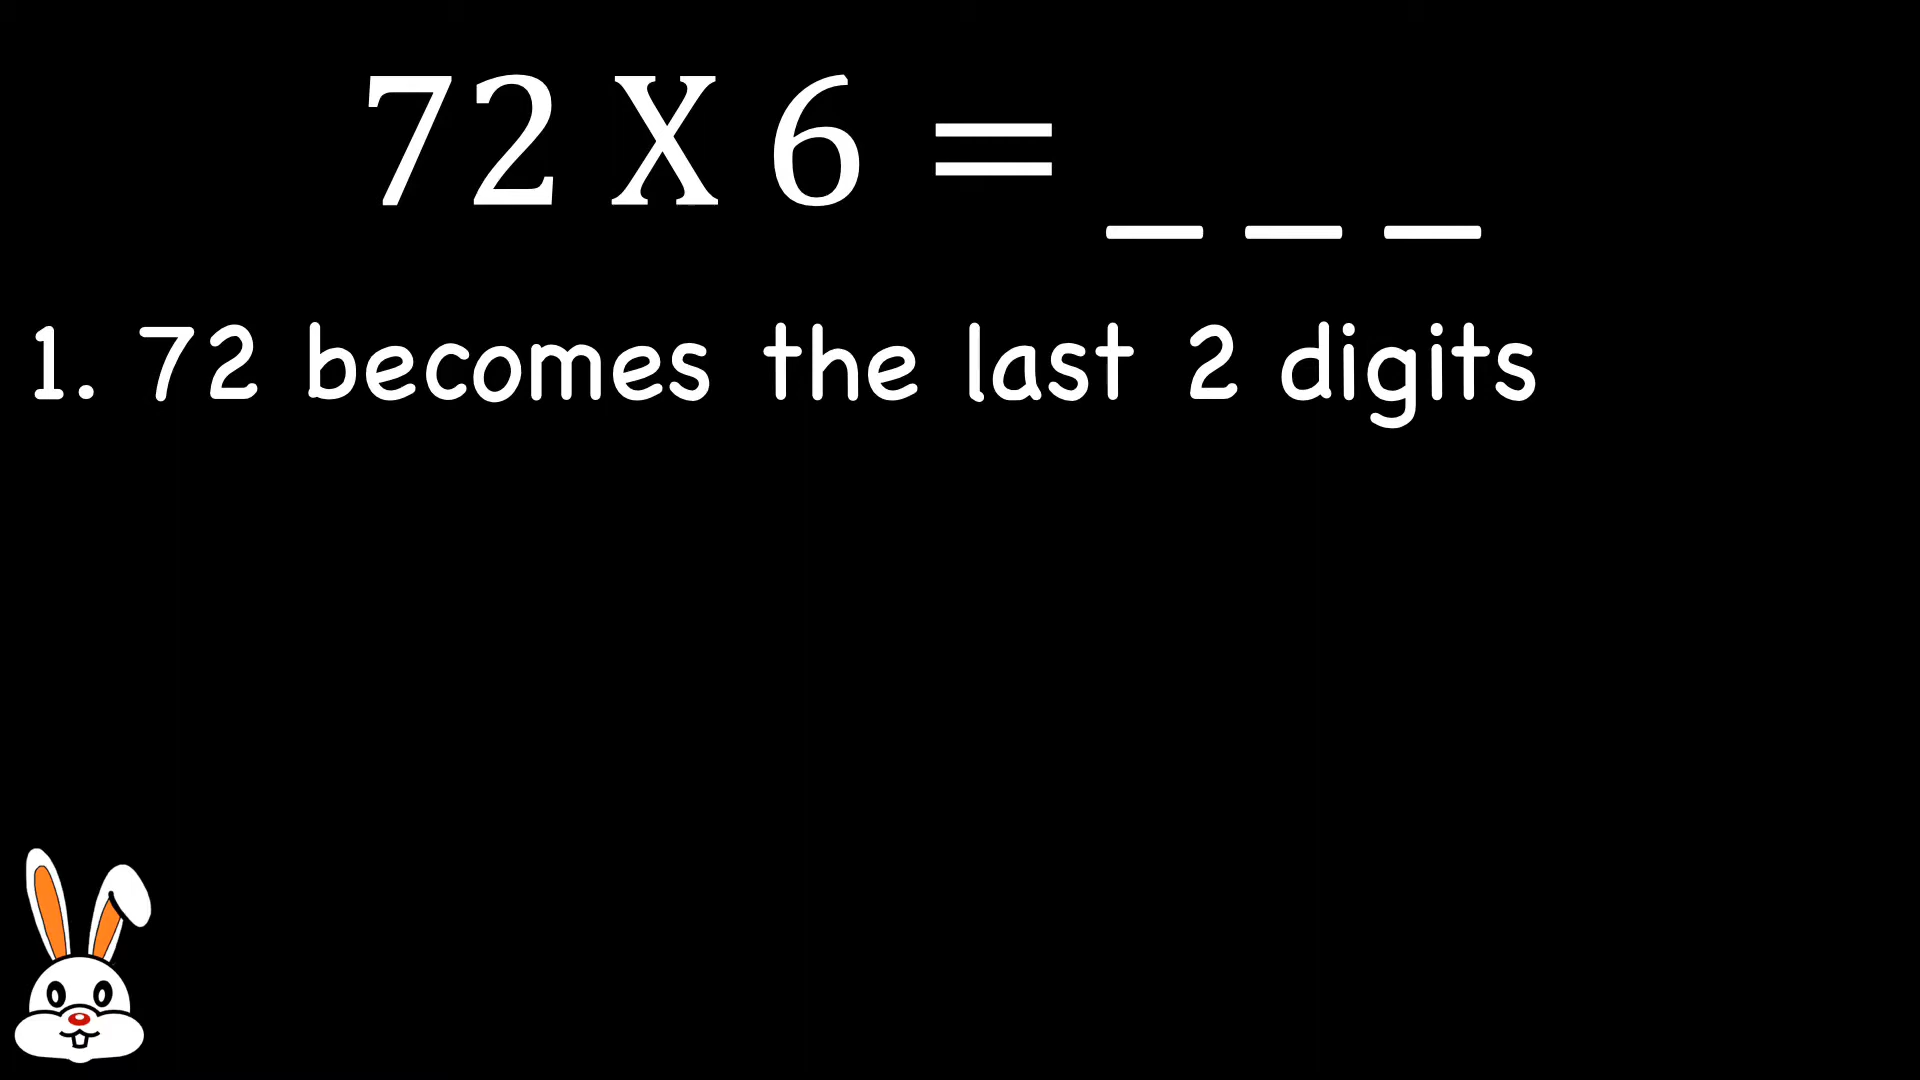 72 X 6 = _ _ _
1. 72 becomes the last 2 digits